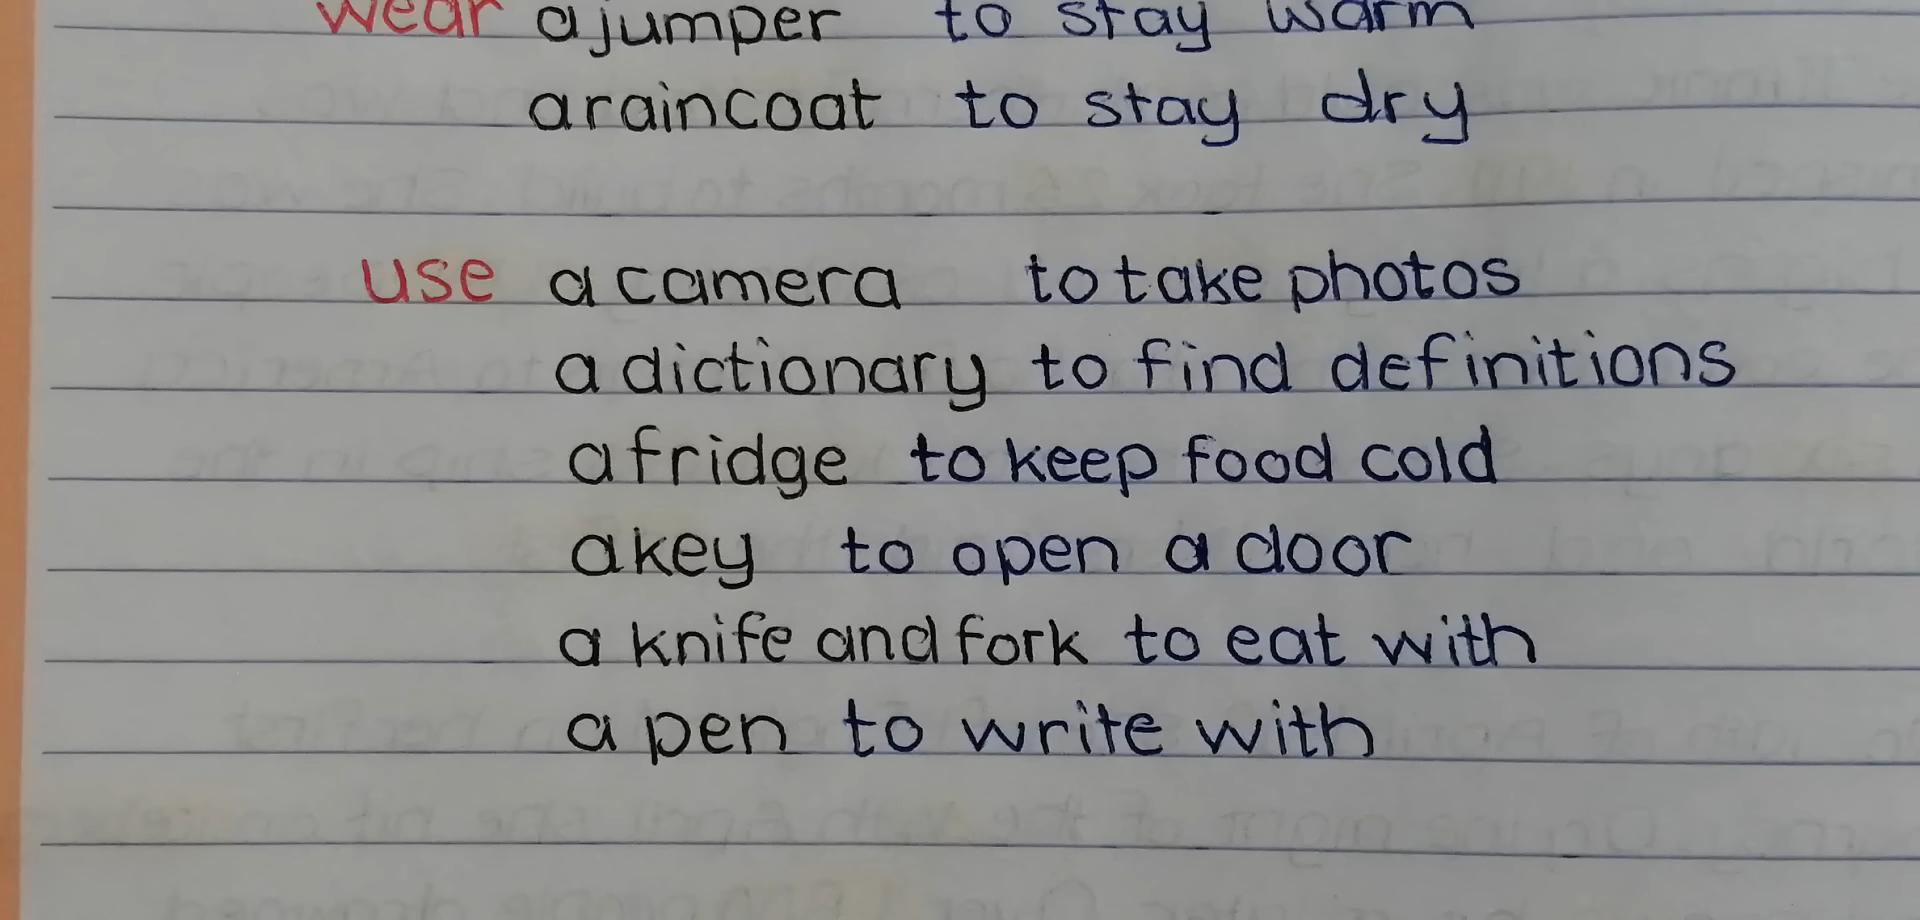 wear a jumper to stay warm
a raincoat to stay dry
use a camera to take photos
a dictionary to find definitions
a fridge to keep food cold
a key to open a door
a knife and fork to eat with
a pen to write with